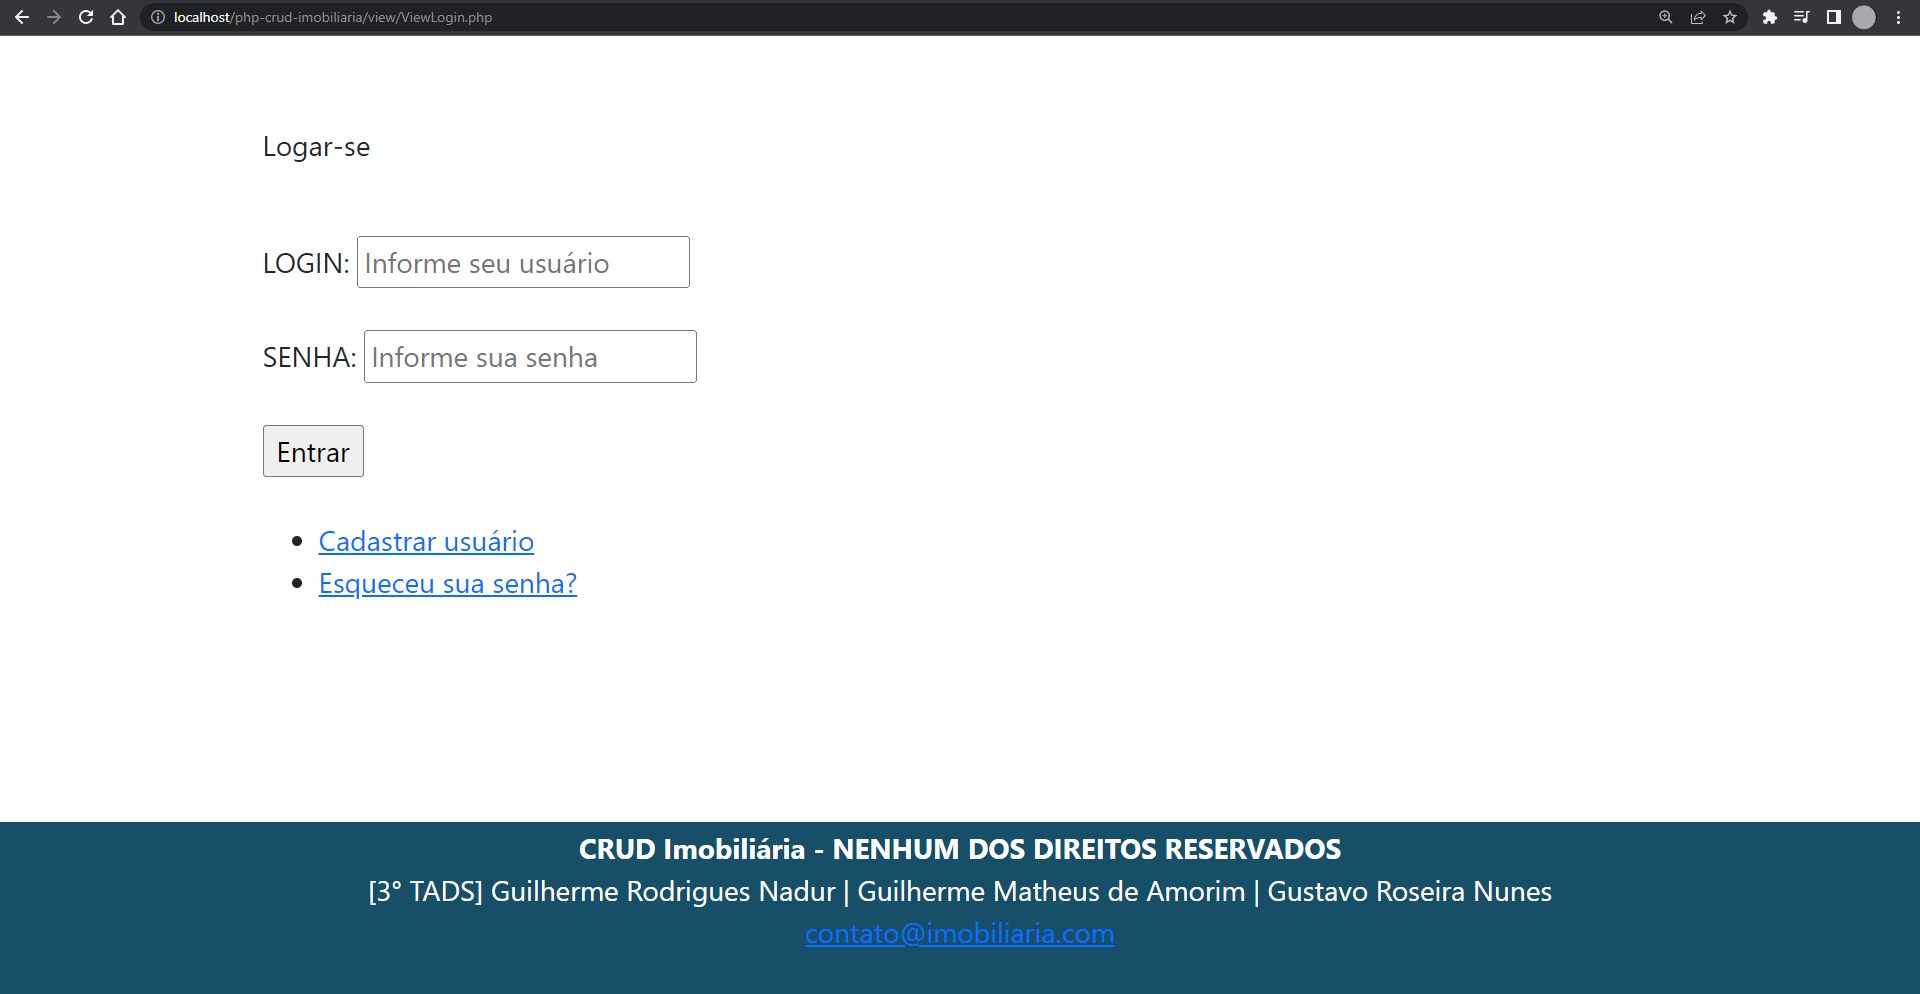 localhost/php-crud-imobiliaria/view/ViewLogin.php
Logar-se
LOGIN: Informe seu usuário
SENHA: Informe sua senha
Entrar
Cadastrar usuário
Esqueceu sua senha?
CRUD Imobiliária - NENHUM DOS DIREITOS RESERVADOS
[3° TADS] Guilherme Rodrigues Nadur | Guilherme Matheus de Amorim | Gustavo Roseira Nunes
contato@imobiliaria.com